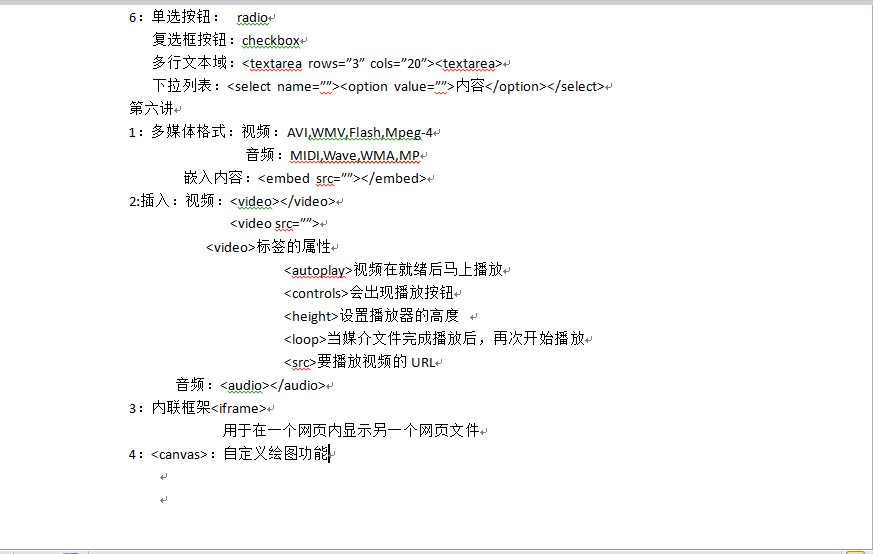 6：单选按钮： radio
复选框按钮：checkbox
多行文本域：<textarea rows=”3” cols=”20”><textarea>
下拉列表：<select name=””><option value=””>内容</option></select>
第六讲
1：多媒体格式：视频：AVI,WMV,Flash,Mpeg-4
音频：MIDI,Wave,WMA,MP
嵌入内容：<embed src=””></embed>
2:插入：视频：<video></video>
<video src=””>
<video>标签的属性
<autoplay>视频在就绪后马上播放
<controls>会出现播放按钮
<height>设置播放器的高度
<loop>当媒介文件完成播放后，再次开始播放
<src>要播放视频的 URL
音频：<audio></audio>
3：内联框架<iframe>
用于在一个网页内显示另一个网页文件
4：<canvas>：自定义绘图功能